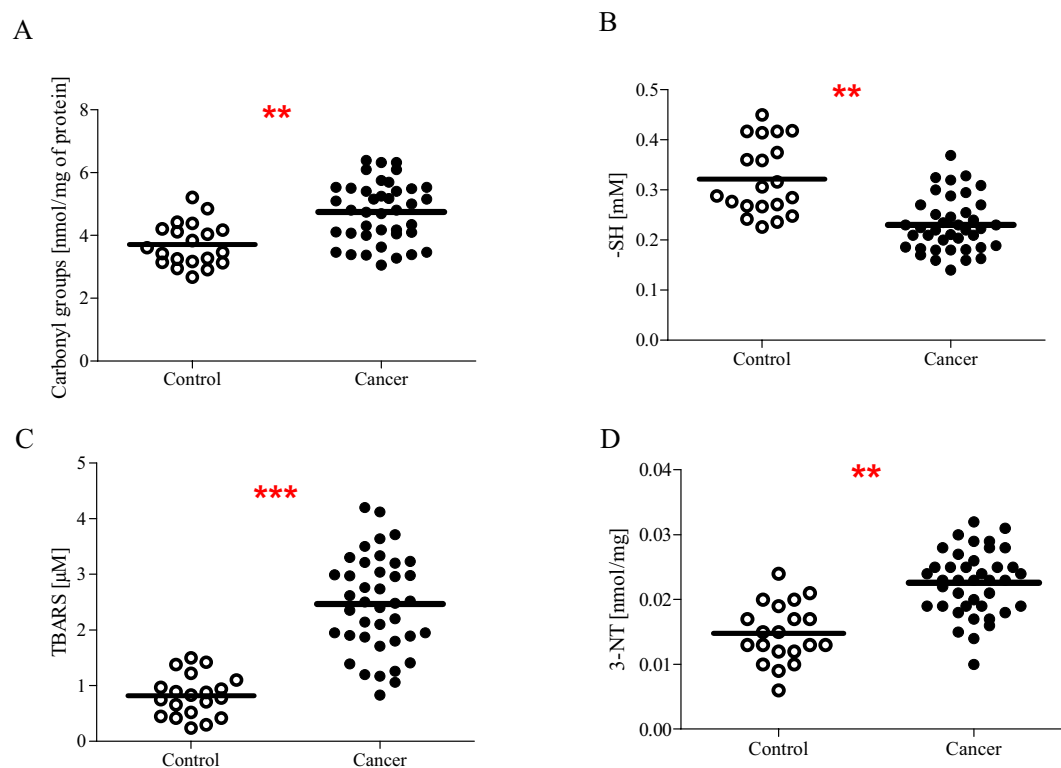 A
Carbonyl groups [nmol/mg of protein]
8
6
4
2
0
**
Control
Cancer
B
-SH [mM]
0.5
0.4
0.3
0.2
0.1
0.0
**
Control
Cancer
C
TBARS [µM]
5
4
3
2
1
0
***
Control
Cancer
D
3-NT [nmol/mg]
0.04
0.03
0.02
0.01
0.00
**
Control
Cancer